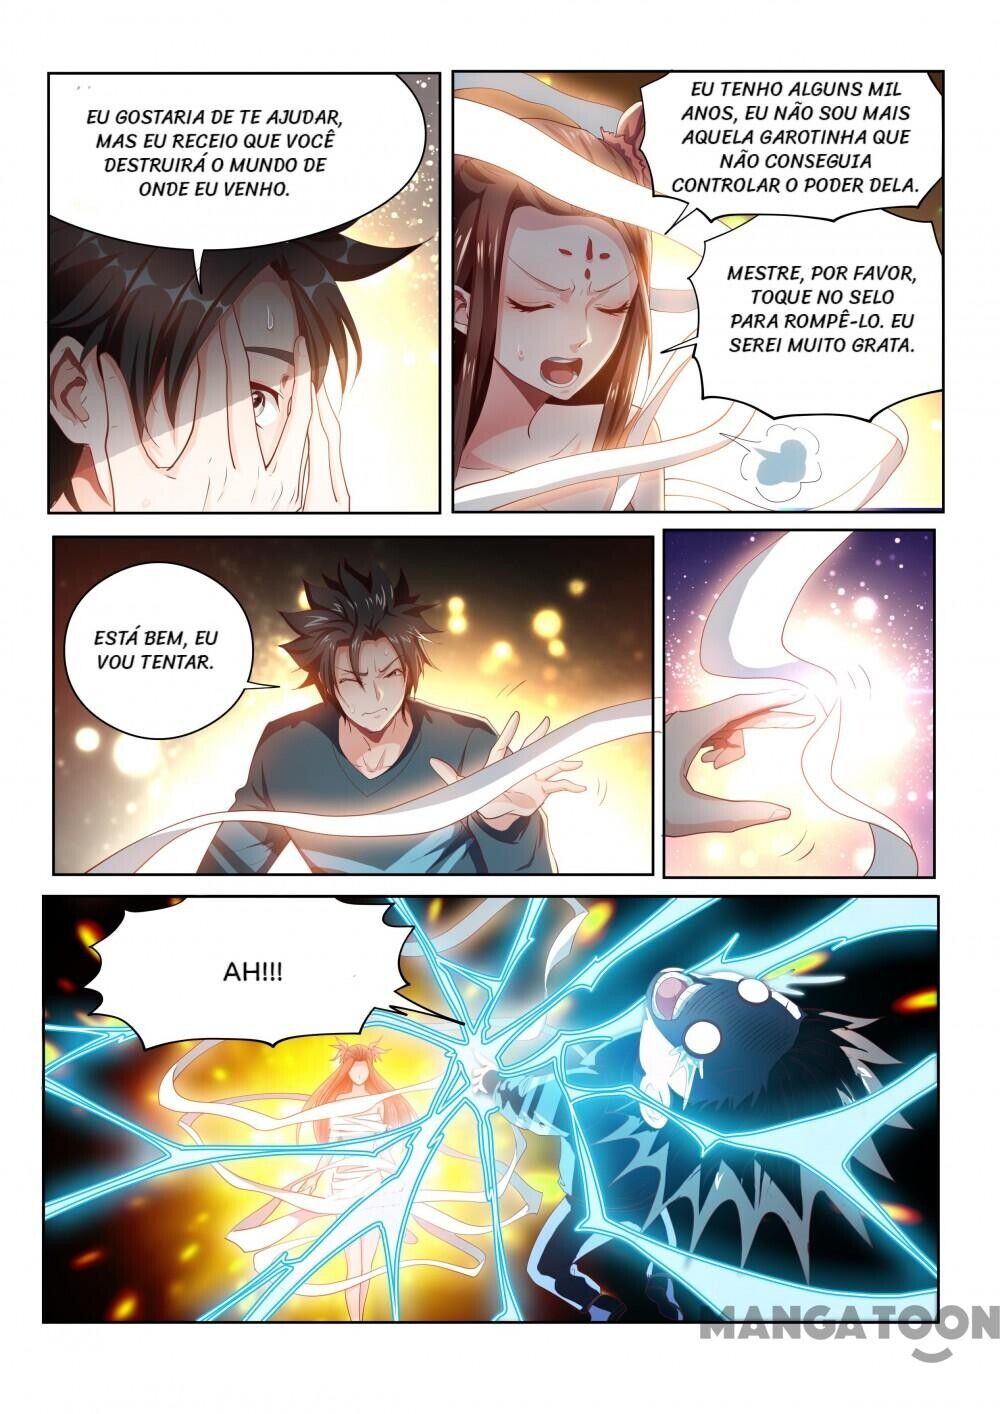 EU GOSTARIA DE TE AJUDAR,
MAS EU RECEIO QUE VOCÊ
DESTRUIRÁ O MUNDO DE
ONDE EU VENHO.
EU TENHO ALGUNS MIL
ANOS, EU NÃO SOU MAIS
AQUELA GAROTINHA QUE
NÃO CONSEGUIA
CONTROLAR O PODER DELA.
MESTRE, POR FAVOR,
TOQUE NO SELO
PARA ROMPÊ-LO. EU
SEREI MUITO GRATA.
ESTÁ BEM, EU
VOU TENTAR.
AH!!!
MANGATOON